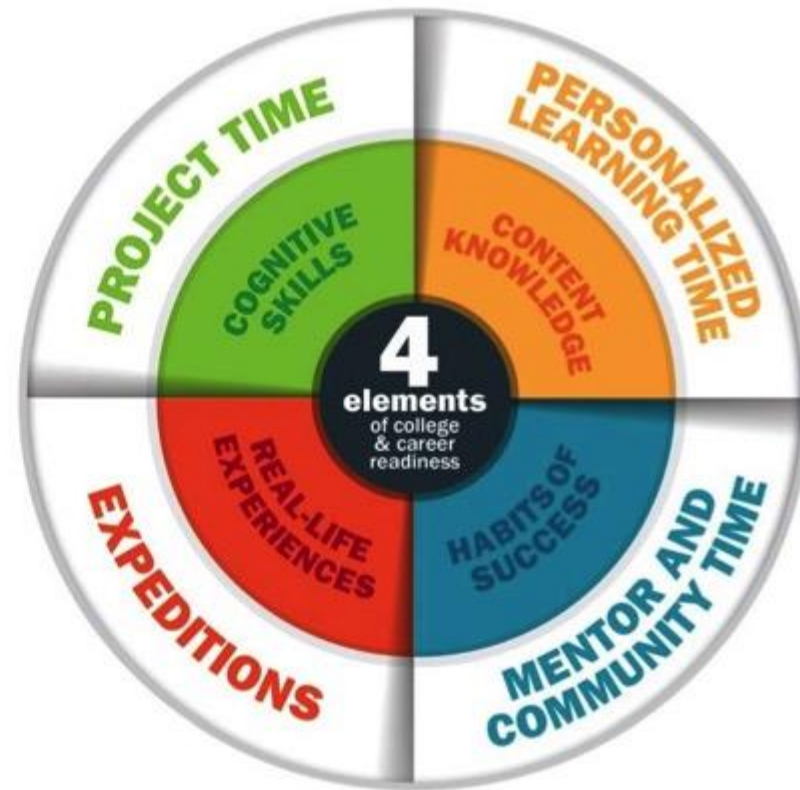 PROJECT TIME
PERSONALIZED
LEARNING TIME
COGNITIVE
SKILLS
CONTENT
KNOWLEDGE
4
elements
of college
& career
readiness
REAL-LIFE
EXPERIENCES
HABITS OF
SUCCESS
EXPEDITIONS
MENTOR AND
COMMUNITY TIME